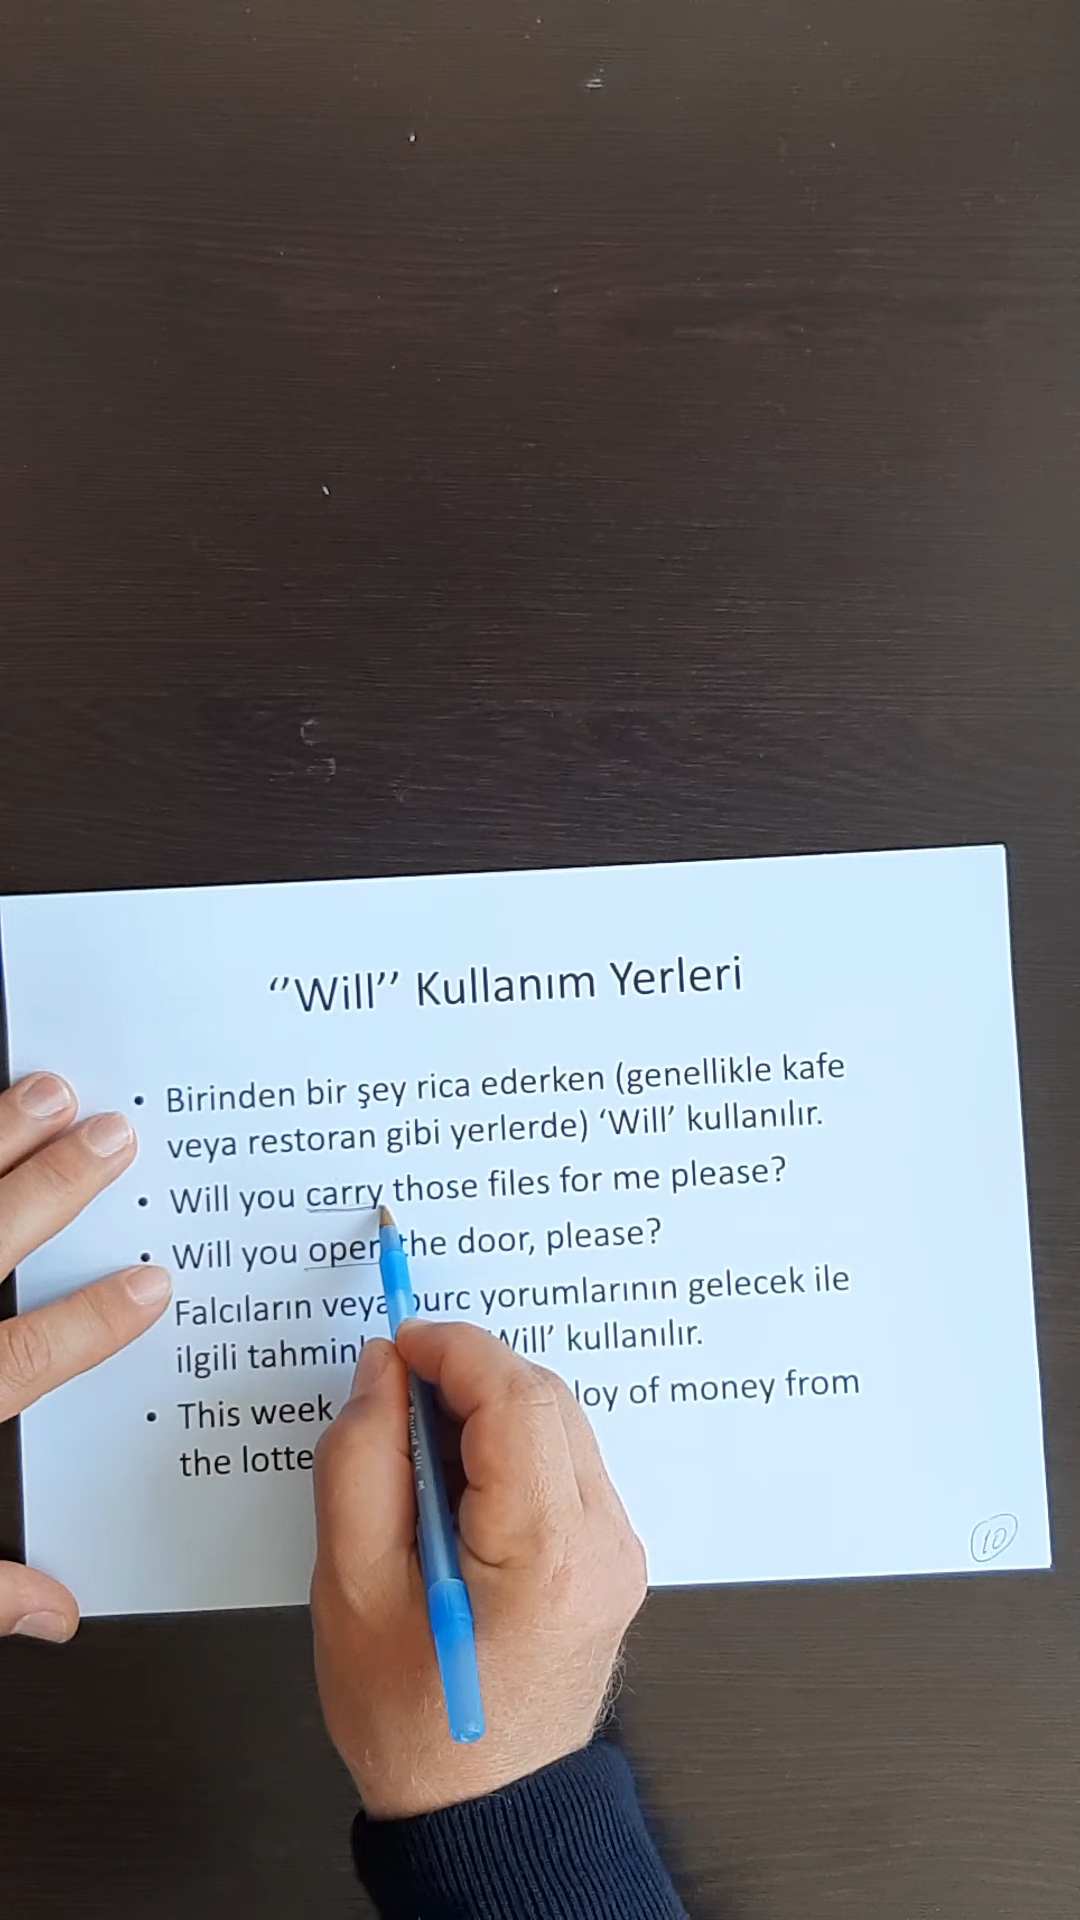 ‘’Will’’ Kullanım Yerleri
• Birinden bir şey rica ederken (genellikle kafe
veya restoran gibi yerlerde) ‘Will’ kullanılır.
• Will you carry those files for me please?
• Will you open the door, please?
Falcıların veya burc yorumlarının gelecek ile
ilgili ‘Will’ kullanılır.
• This week loy of money from
the
10